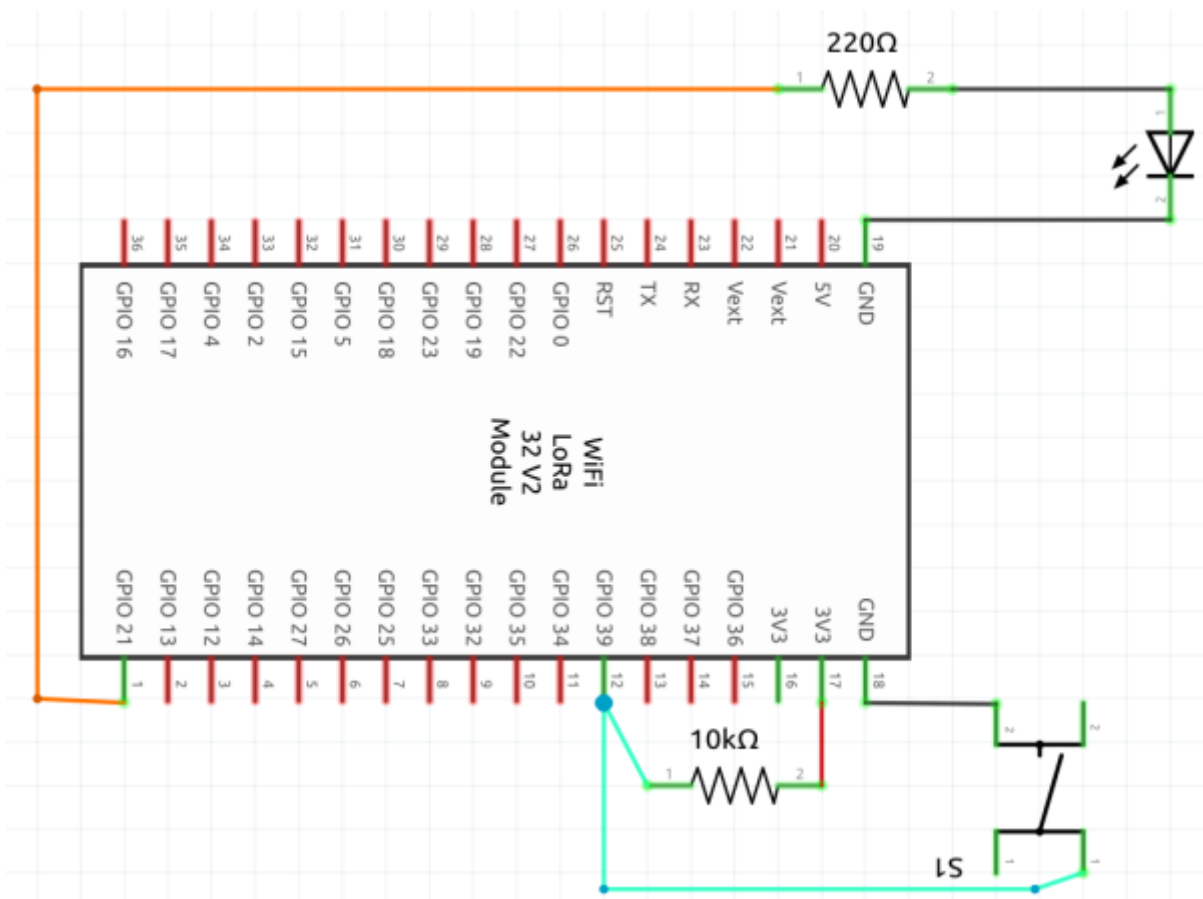 220Ω
1
2
1
2
36
35
34
33
32
31
30
29
28
27
26
25
24
23
22
21
20
19
GPIO 16
GPIO 17
GPIO 4
GPIO 2
GPIO 15
GPIO 5
GPIO 18
GPIO 23
GPIO 19
GPIO 22
GPIO 0
RST
TX
RX
Vext
Vext
5V
GND
WiFi
LoRa
32 V2
Module
GPIO 21
GPIO 13
GPIO 12
GPIO 14
GPIO 27
GPIO 26
GPIO 25
GPIO 33
GPIO 32
GPIO 35
GPIO 34
GPIO 39
GPIO 38
GPIO 37
GPIO 36
3V3
3V3
GND
1
2
3
4
5
6
7
8
9
10
11
12
13
14
15
16
17
18
10kΩ
1
2
2
2
1
1
S1